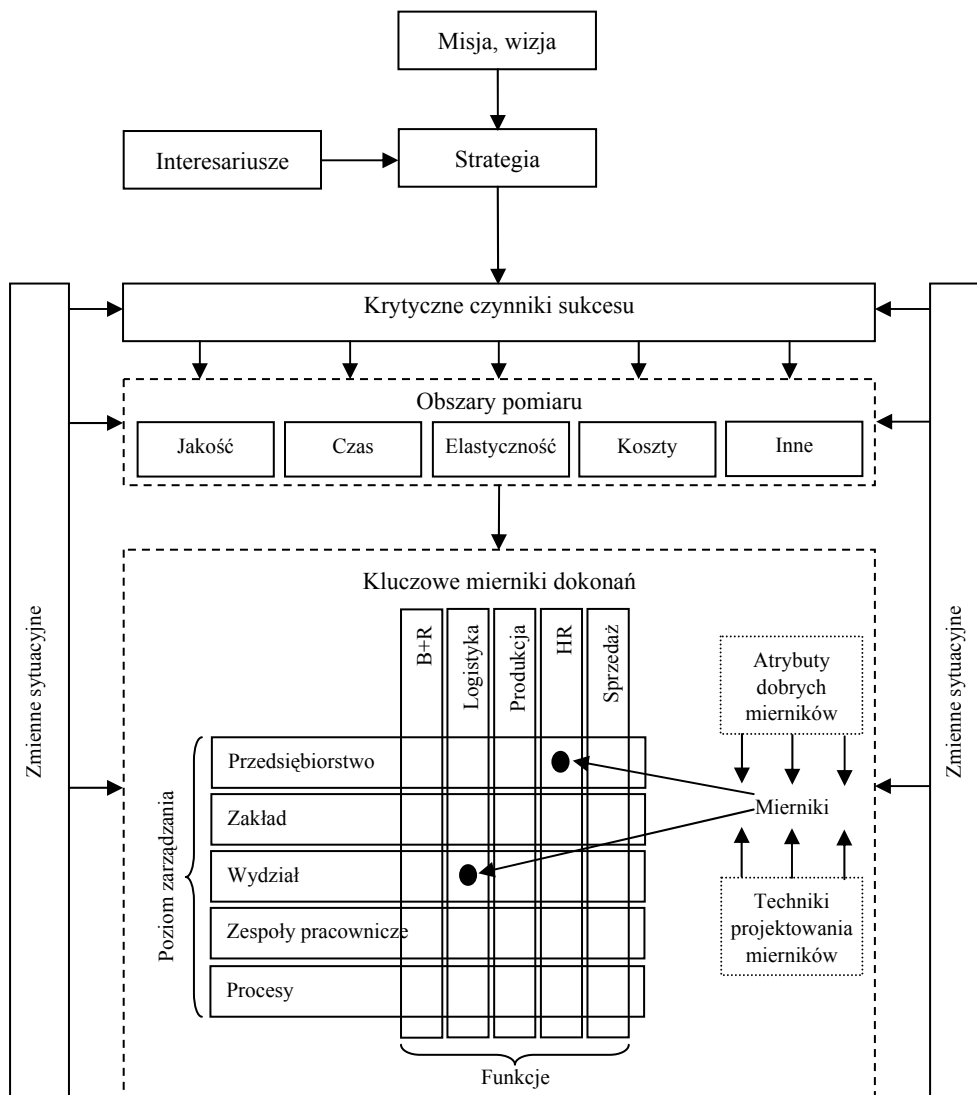 Misja, wizja
Interesariusze
Strategia
Krytyczne czynniki sukcesu
Obszary pomiaru
Jakość
Czas
Elastyczność
Koszty
Inne
Zmienne sytuacyjne
Zmienne sytuacyjne
Kluczowe mierniki dokonań
B+R
Logistyka
Produkcja
HR
Sprzedaż
Atrybuty
dobrych
mierników
Poziom zarządzania
Przedsiębiorstwo
Zakład
Wydział
Zespoły pracownicze
Procesy
Mierniki
Techniki
projektowania
mierników
Funkcje